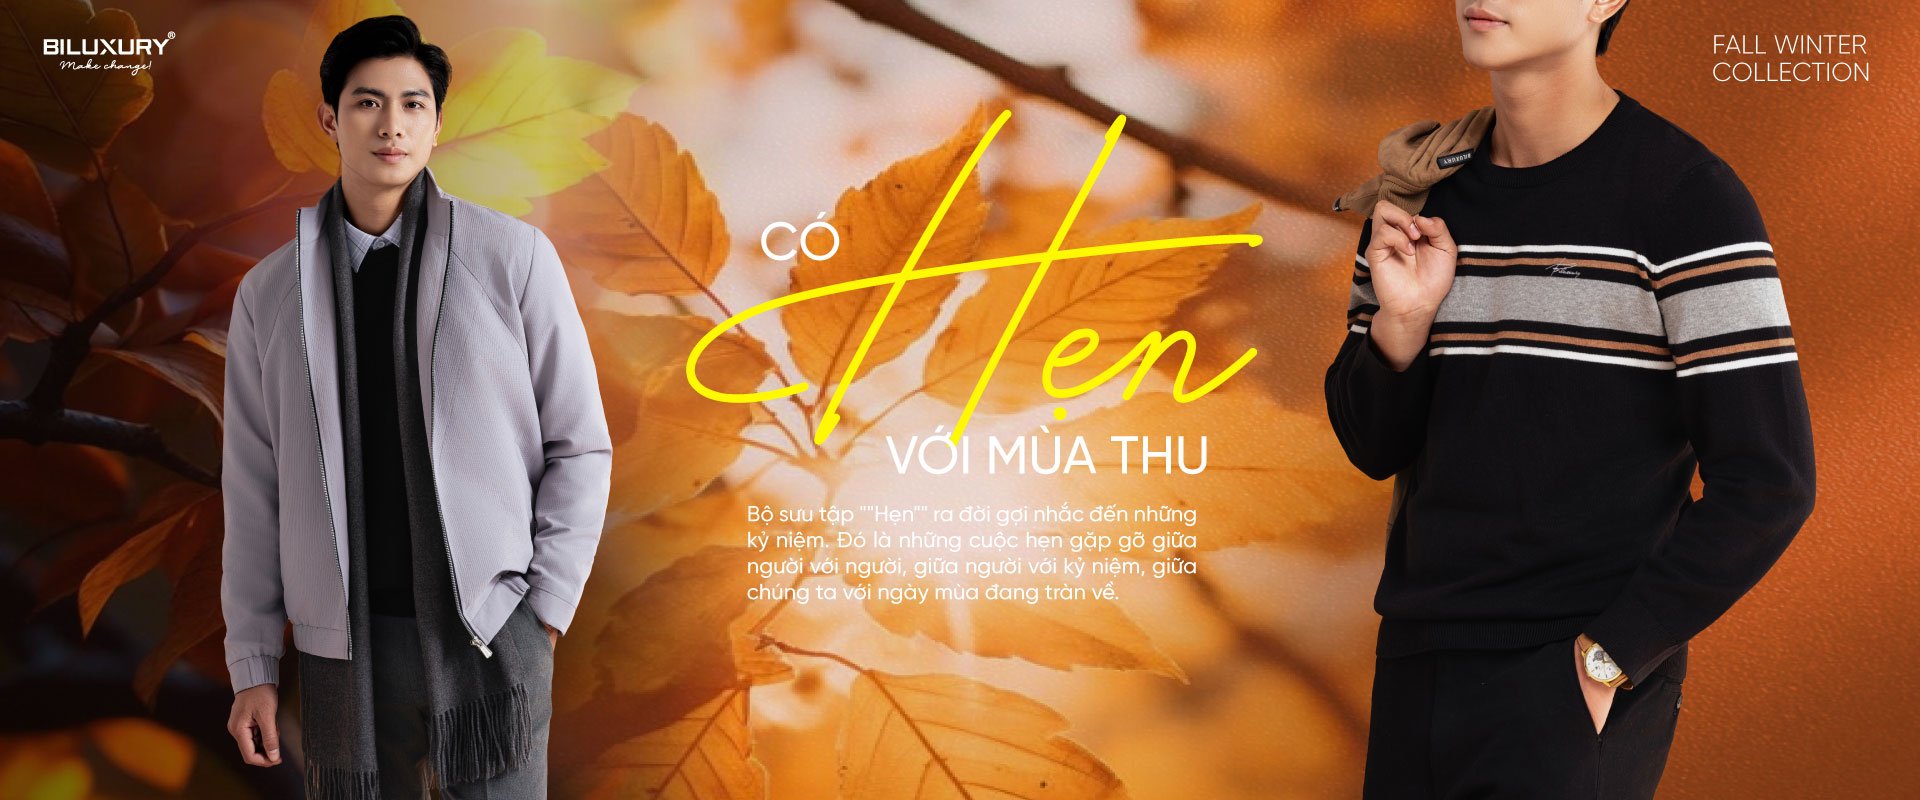 BILUXURY®
Make change!
FALL WINTER
COLLECTION
CÓ
Hẹn
VỚI MÙA THU
Bộ sưu tập ""Hẹn"" ra đời gợi nhắc đến những
kỷ niệm. Đó là những cuộc hẹn gặp gỡ giữa
người với người, giữa người với kỷ niệm, giữa
chúng ta với ngày mùa đang tràn về.
BILUXURY